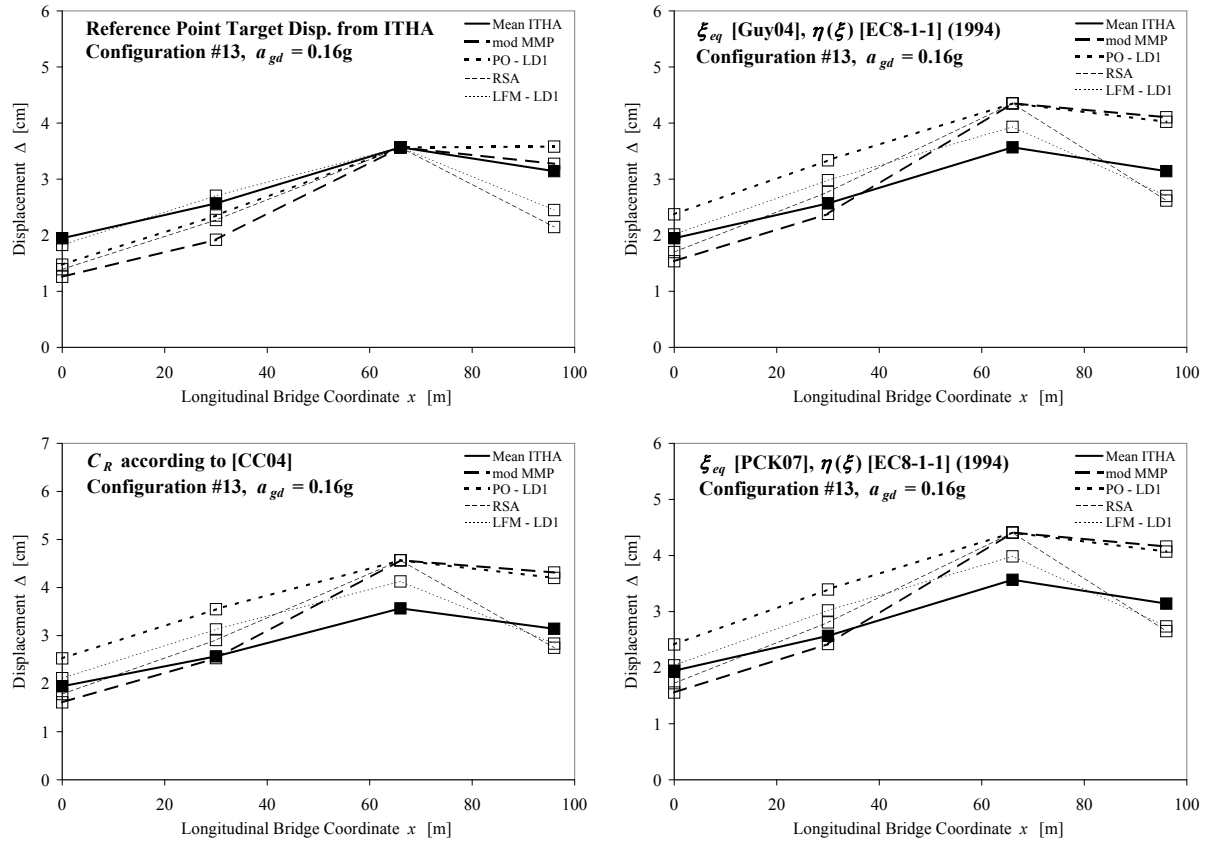 Reference Point Target Disp. from ITHA
Configuration #13, a gd = 0.16g
Mean ITHA
mod MMP
PO - LD1
RSA
LFM - LD1
6
5
4
3
2
1
0
Displacement Δ [cm]
0 20 40 60 80 100
Longitudinal Bridge Coordinate x [m]
ξ eq [Guy04], η(ξ) [EC8-1-1] (1994)
Configuration #13, a gd = 0.16g
Mean ITHA
mod MMP
PO - LD1
RSA
LFM - LD1
6
5
4
3
2
1
0
Displacement Δ [cm]
0 20 40 60 80 100
Longitudinal Bridge Coordinate x [m]
C R according to [CC04]
Configuration #13, a gd = 0.16g
Mean ITHA
mod MMP
PO - LD1
RSA
LFM - LD1
7
6
5
4
3
2
1
0
Displacement Δ [cm]
0 20 40 60 80 100
Longitudinal Bridge Coordinate x [m]
ξ eq [PCK07], η(ξ) [EC8-1-1] (1994)
Configuration #13, a gd = 0.16g
Mean ITHA
mod MMP
PO - LD1
RSA
LFM - LD1
6
5
4
3
2
1
0
Displacement Δ [cm]
0 20 40 60 80 100
Longitudinal Bridge Coordinate x [m]